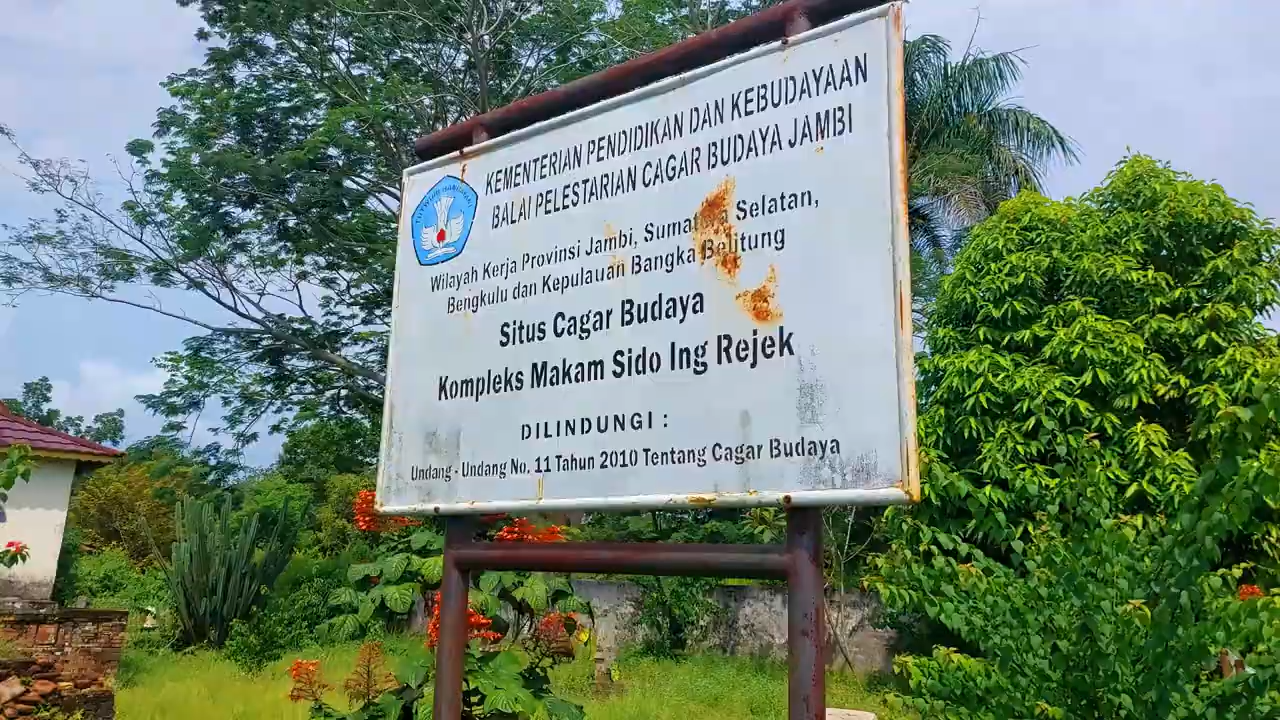 KEMENTERIAN PENDIDIKAN DAN KEBUDAYAAN
BALAI PELESTARIAN CAGAR BUDAYA JAMBI
Wilayah Kerja Provinsi Jambi, Sumatera Selatan,
Bengkulu dan Kepulauan Bangka Belitung
Situs Cagar Budaya
Kompleks Makam Sido Ing Rejek
DILINDUNGI :
Undang - Undang No. 11 Tahun 2010 Tentang Cagar Budaya